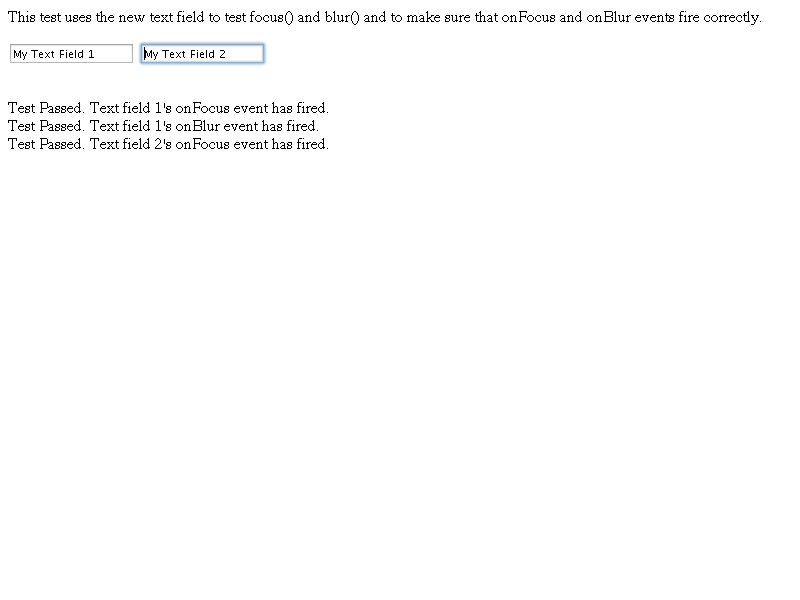 This test uses the new text field to test focus() and blur() and to make sure that onFocus and onBlur events fire correctly.
My Text Field 1 My Text Field 2
Test Passed. Text field 1's onFocus event has fired.
Test Passed. Text field 1's onBlur event has fired.
Test Passed. Text field 2's onFocus event has fired.